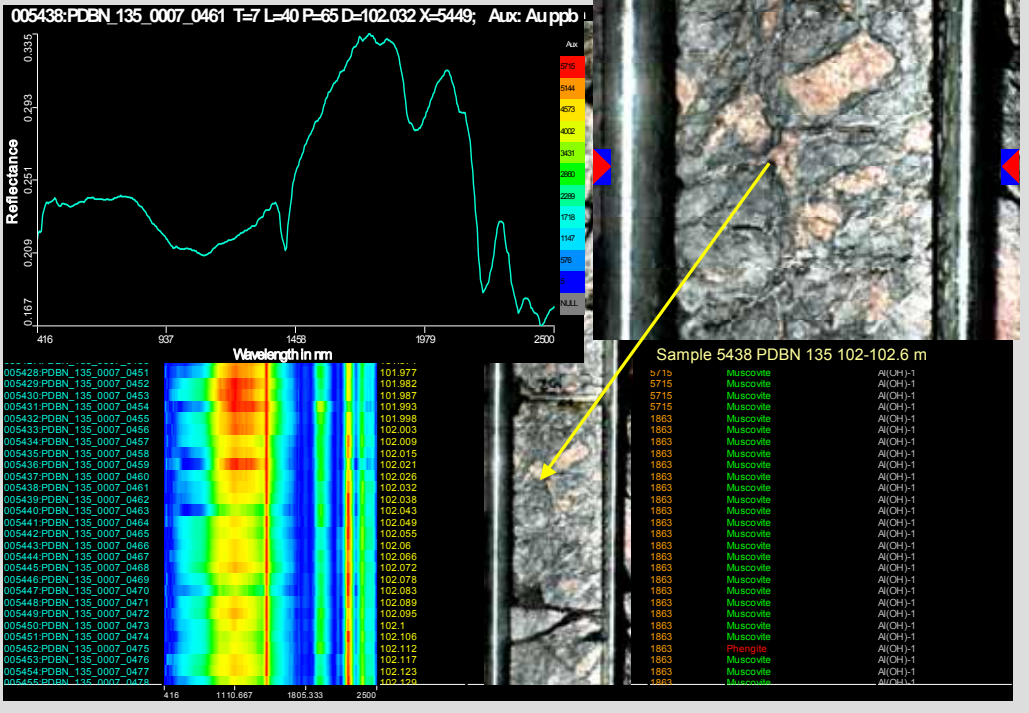 005438:PDBN_135_0007_0461 T=7 L=40 P=65 D=102.032 X=5449; Aux: Au ppb
Aux
5715
5144
4573
4002
3431
2860
2289
1718
1147
576
NULL
Reflectance
0.335
0.293
0.251
0.209
0.167
416 937 1458 1979 2500
Wavelength in nm
Sample 5438 PDBN 135 102-102.6 m
005428:PDBN_135_0007_0451 101.977 5715 Muscovite Al(OH)-1
005429:PDBN_135_0007_0452 101.982 5715 Muscovite Al(OH)-1
005430:PDBN_135_0007_0453 101.987 5715 Muscovite Al(OH)-1
005431:PDBN_135_0007_0454 101.993 5715 Muscovite Al(OH)-1
005432:PDBN_135_0007_0455 101.998 1863 Muscovite Al(OH)-1
005433:PDBN_135_0007_0456 102.003 1863 Muscovite Al(OH)-1
005434:PDBN_135_0007_0457 102.009 1863 Muscovite Al(OH)-1
005435:PDBN_135_0007_0458 102.015 1863 Muscovite Al(OH)-1
005436:PDBN_135_0007_0459 102.021 1863 Muscovite Al(OH)-1
005437:PDBN_135_0007_0460 102.026 1863 Muscovite Al(OH)-1
005438:PDBN_135_0007_0461 102.032 1863 Muscovite Al(OH)-1
005439:PDBN_135_0007_0462 102.038 1863 Muscovite Al(OH)-1
005440:PDBN_135_0007_0463 102.043 1863 Muscovite Al(OH)-1
005441:PDBN_135_0007_0464 102.049 1863 Muscovite Al(OH)-1
005442:PDBN_135_0007_0465 102.055 1863 Muscovite Al(OH)-1
005443:PDBN_135_0007_0466 102.06 1863 Muscovite Al(OH)-1
005444:PDBN_135_0007_0467 102.066 1863 Muscovite Al(OH)-1
005445:PDBN_135_0007_0468 102.072 1863 Muscovite Al(OH)-1
005446:PDBN_135_0007_0469 102.078 1863 Muscovite Al(OH)-1
005447:PDBN_135_0007_0470 102.083 1863 Muscovite Al(OH)-1
005448:PDBN_135_0007_0471 102.089 1863 Muscovite Al(OH)-1
005449:PDBN_135_0007_0472 102.095 1863 Muscovite Al(OH)-1
005450:PDBN_135_0007_0473 102.1 1863 Muscovite Al(OH)-1
005451:PDBN_135_0007_0474 102.106 1863 Muscovite Al(OH)-1
005452:PDBN_135_0007_0475 102.112 1863 Phengite Al(OH)-1
005453:PDBN_135_0007_0476 102.117 1863 Muscovite Al(OH)-1
005454:PDBN_135_0007_0477 102.123 1863 Muscovite Al(OH)-1
005455:PDBN_135_0007_0478 102.129 1863 Muscovite Al(OH)-1
416 1110.667 1805.333 2500